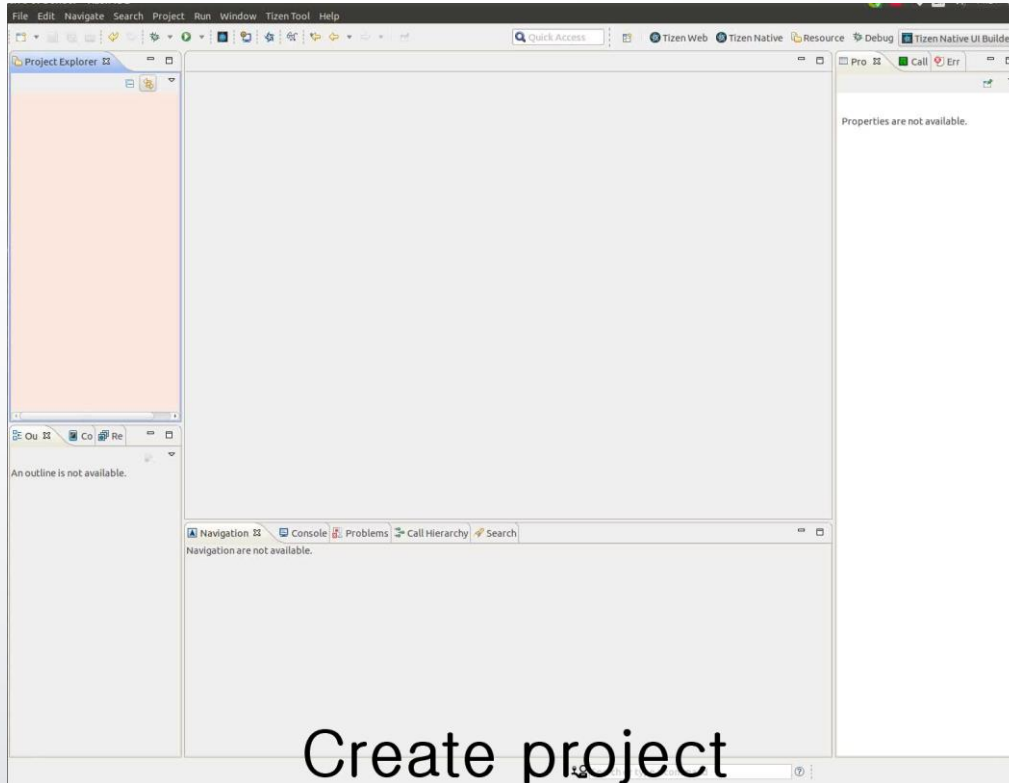 File Edit Navigate Search Project Run Window Tizen Tool Help
Quick Access Tizen Web Tizen Native Resource Debug Tizen Native UI Builde
Project Explorer
Pro Call Err
Properties are not available.
Ou Co Re
An outline is not available.
Navigation Console Problems Call Hierarchy Search
Navigation are not available.
Create project